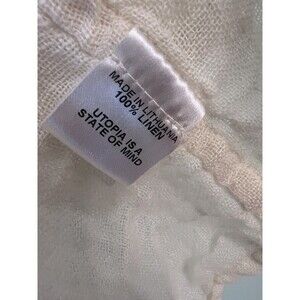 MADE IN LITHUANIA
100% LINEN
UTOPIA IS A
STATE OF MIND